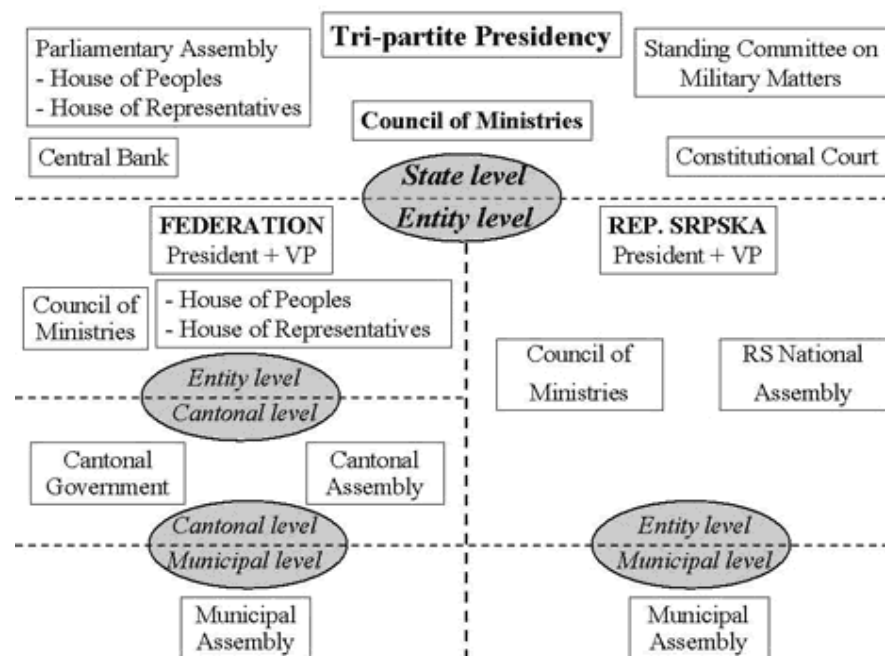 Tri-partite Presidency
Parliamentary Assembly
- House of Peoples
- House of Representatives
Standing Committee on
Military Matters
Council of Ministries
Central Bank
Constitutional Court
State level
Entity level
FEDERATION
President + VP
REP. SRPSKA
President + VP
Council of
Ministries
- House of Peoples
- House of Representatives
Council of
Ministries
RS National
Assembly
Entity level
Cantonal level
Cantonal
Government
Cantonal
Assembly
Cantonal level
Municipal level
Entity level
Municipal level
Municipal
Assembly
Municipal
Assembly